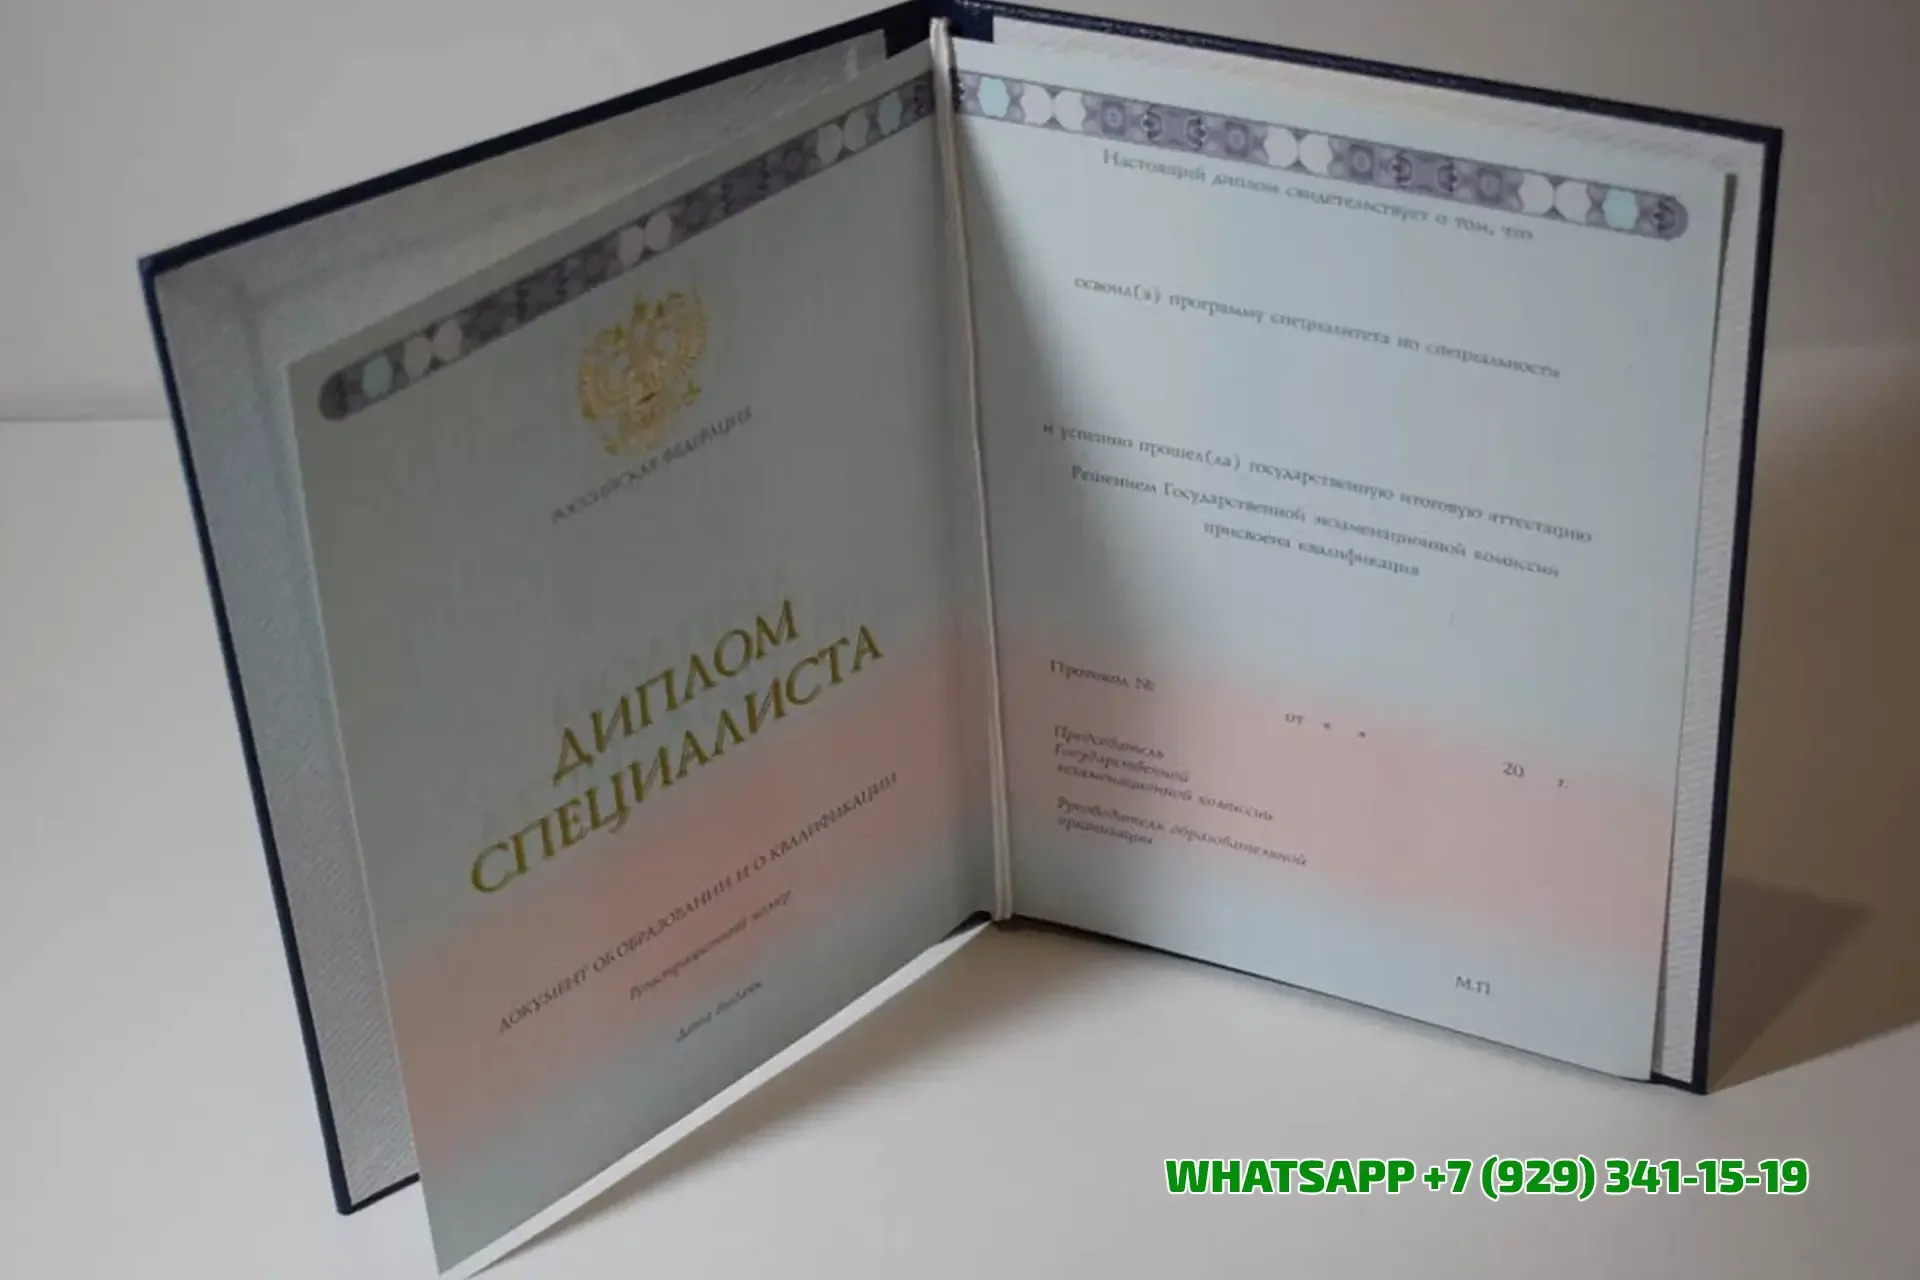 РОССИЙСКАЯ ФЕДЕРАЦИЯ
ДИПЛОМ
СПЕЦИАЛИСТА
ДОКУМЕНТ ОБ ОБРАЗОВАНИИ И О КВАЛИФИКАЦИИ
Регистрационный номер
Дата выдачи
Настоящий диплом свидетельствует о том, что
освоил(а) программу специалитета по специальности
и успешно прошел(ла) государственную итоговую аттестацию
Решением Государственной экзаменационной комиссии
присвоена квалификация
Протокол №
от « »
20 г.
Председатель
Государственной
экзаменационной комиссии
Руководитель образовательной
организации
М.П.
WHATSAPP +7 (929) 341-15-19